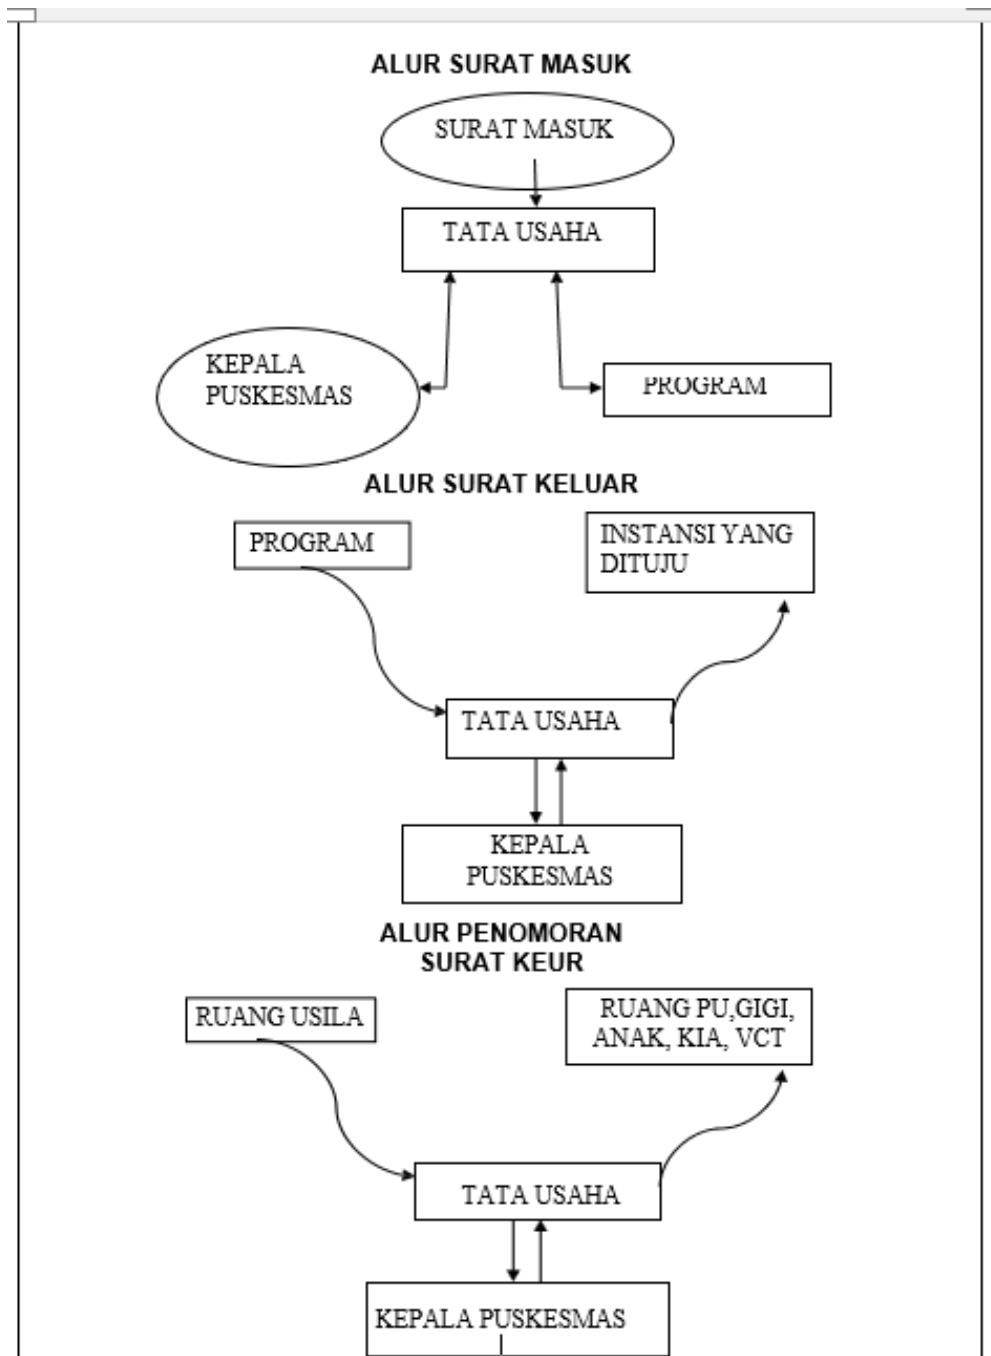 ALUR SURAT MASUK
SURAT MASUK
TATA USAHA
KEPALA
PUSKESMAS
PROGRAM
ALUR SURAT KELUAR
PROGRAM
INSTANSI YANG
DITUJU
TATA USAHA
KEPALA
PUSKESMAS
ALUR PENOMORAN
SURAT KEUR
RUANG USILA
RUANG PU,GIGI,
ANAK, KIA, VCT
TATA USAHA
KEPALA PUSKESMAS